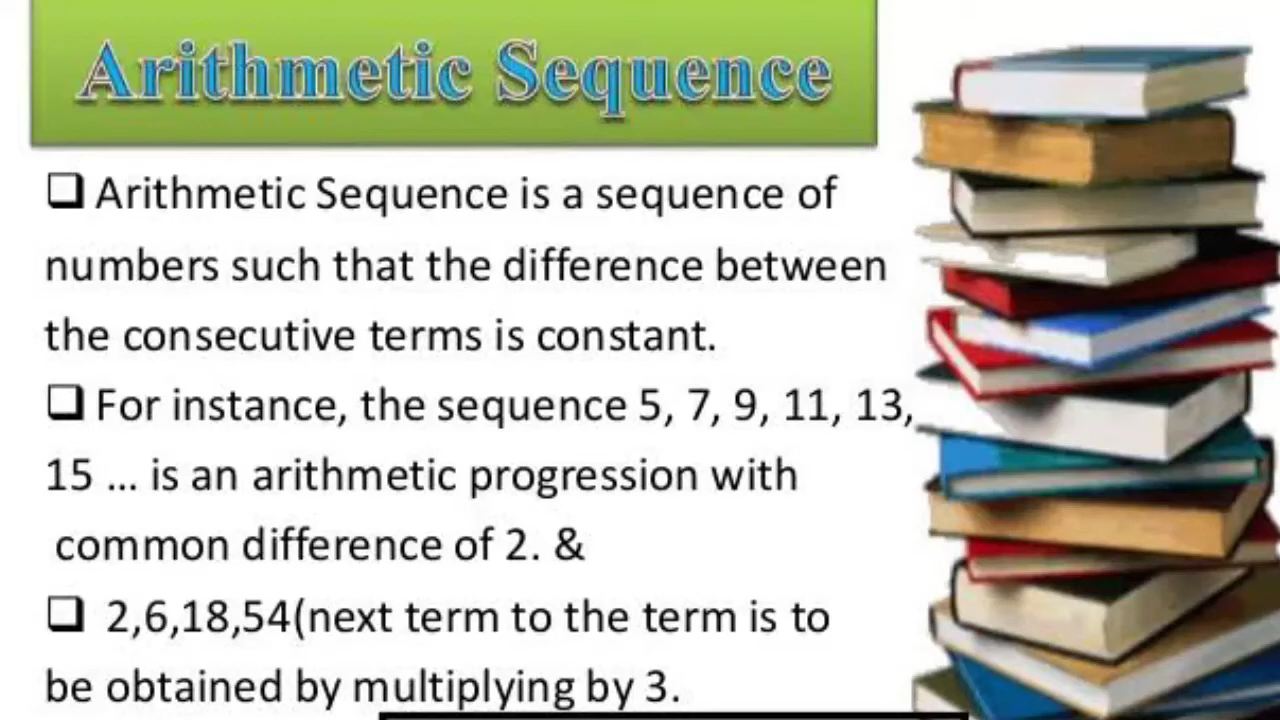 Arithmetic Sequence
❑ Arithmetic Sequence is a sequence of
numbers such that the difference between
the consecutive terms is constant.
❑ For instance, the sequence 5, 7, 9, 11, 13,
15 ... is an arithmetic progression with
common difference of 2. &
❑ 2,6,18,54(next term to the term is to
be obtained by multiplying by 3.